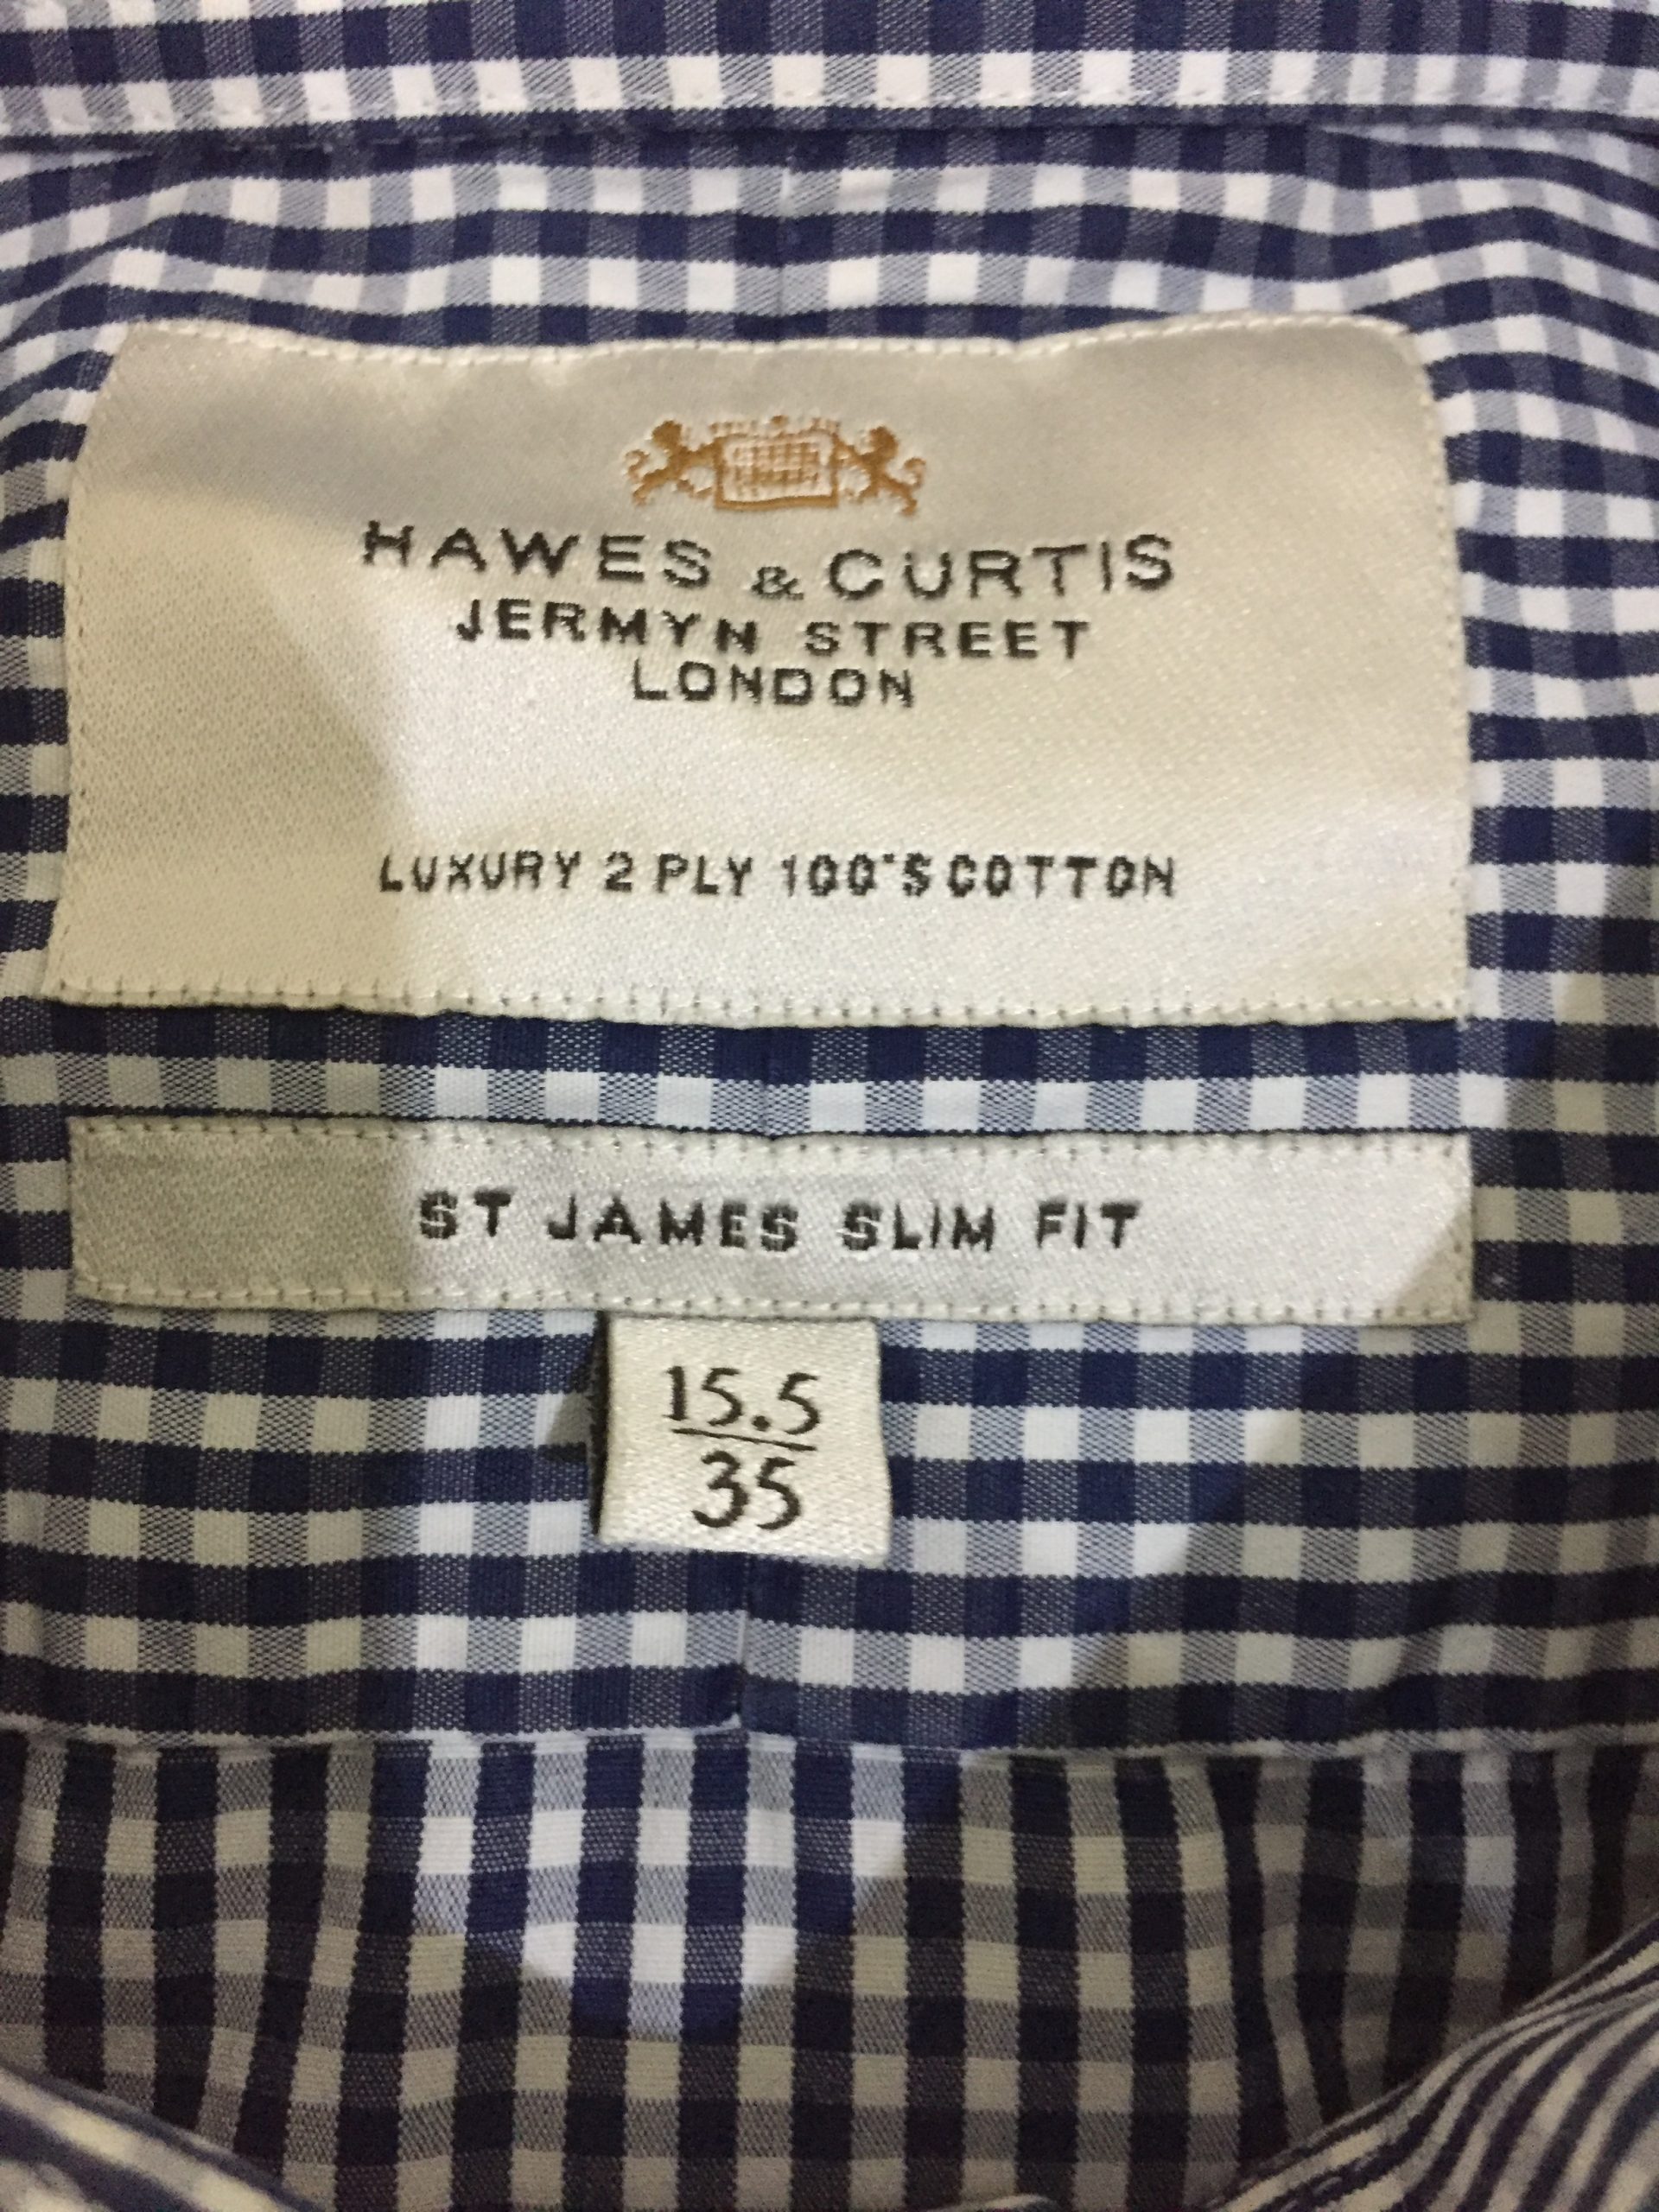 HAWES & CURTIS
JERMYN STREET
LONDON
LUXURY 2 PLY 100'S COTTON
ST JAMES SLIM FIT
15.5
35